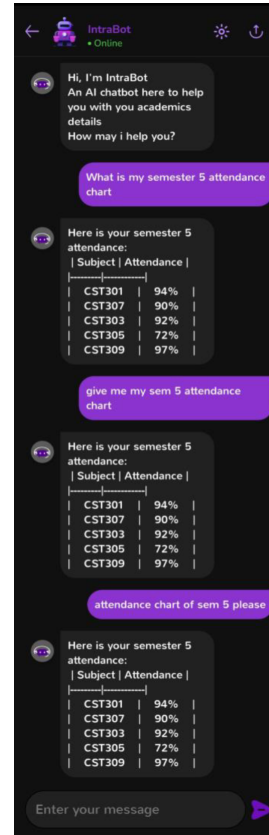 IntraBot
• Online
Hi, I'm IntraBot
An AI chatbot here to help
you with you academics
details
How may i help you?
What is my semester 5 attendance
chart
Here is your semester 5
attendance:
| Subject | Attendance |
|---------|-----------|
| CST301 | 94% |
| CST307 | 90% |
| CST303 | 92% |
| CST305 | 72% |
| CST309 | 97% |
give me my sem 5 attendance
chart
Here is your semester 5
attendance:
| Subject | Attendance |
|---------|-----------|
| CST301 | 94% |
| CST307 | 90% |
| CST303 | 92% |
| CST305 | 72% |
| CST309 | 97% |
attendance chart of sem 5 please
Here is your semester 5
attendance:
| Subject | Attendance |
|---------|-----------|
| CST301 | 94% |
| CST307 | 90% |
| CST303 | 92% |
| CST305 | 72% |
| CST309 | 97% |
Enter your message